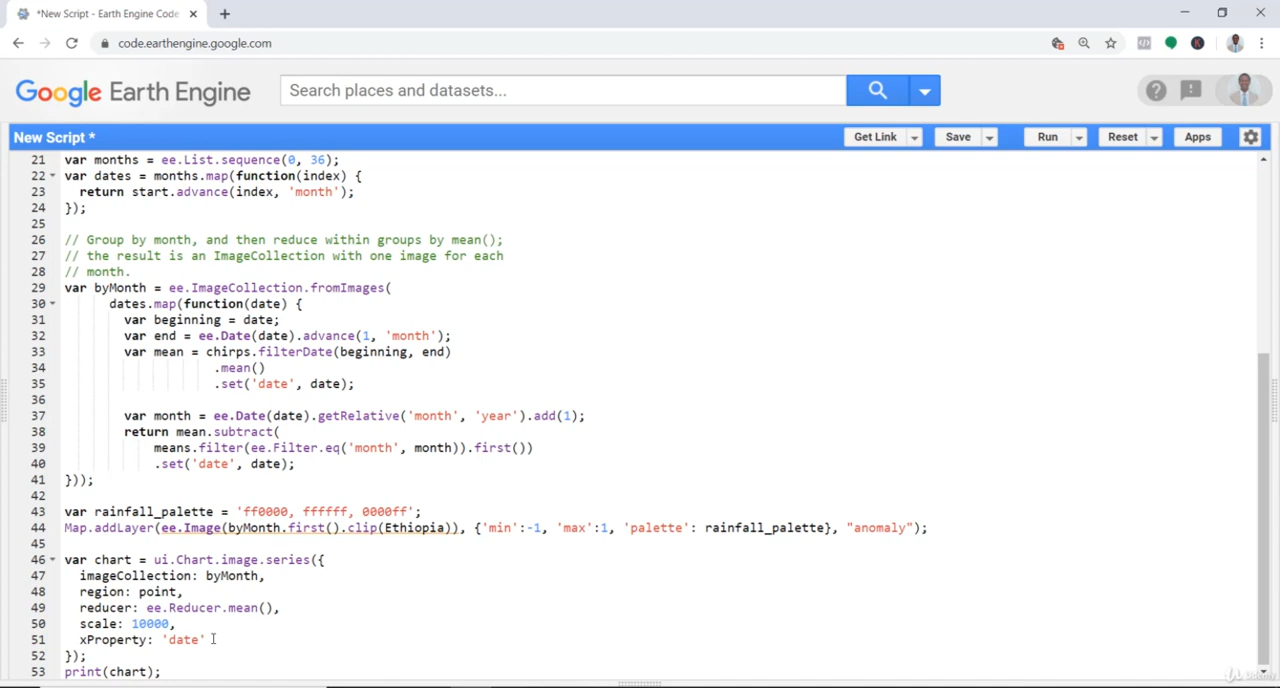 *New Script - Earth Engine Code
code.earthengine.google.com
Google Earth Engine
Search places and datasets...
New Script *
Get Link
Save
Run
Reset
Apps
21 var months = ee.List.sequence(0, 36);
22 var dates = months.map(function(index) {
23 return start.advance(index, 'month');
24 });
25
26 // Group by month, and then reduce within groups by mean();
27 // the result is an ImageCollection with one image for each
28 // month.
29 var byMonth = ee.ImageCollection.fromImages(
30 dates.map(function(date) {
31 var beginning = date;
32 var end = ee.Date(date).advance(1, 'month');
33 var mean = chirps.filterDate(beginning, end)
34 .mean()
35 .set('date', date);
36
37 var month = ee.Date(date).getRelative('month', 'year').add(1);
38 return mean.subtract(
39 means.filter(ee.Filter.eq('month', month)).first())
40 .set('date', date);
41 }));
42
43 var rainfall_palette = 'ff0000, ffffff, 0000ff';
44 Map.addLayer(ee.Image(byMonth.first().clip(Ethiopia)), {'min':-1, 'max':1, 'palette': rainfall_palette}, "anomaly");
45
46 var chart = ui.Chart.image.series({
47 imageCollection: byMonth,
48 region: point,
49 reducer: ee.Reducer.mean(),
50 scale: 10000,
51 xProperty: 'date'
52 });
53 print(chart);
Udemy